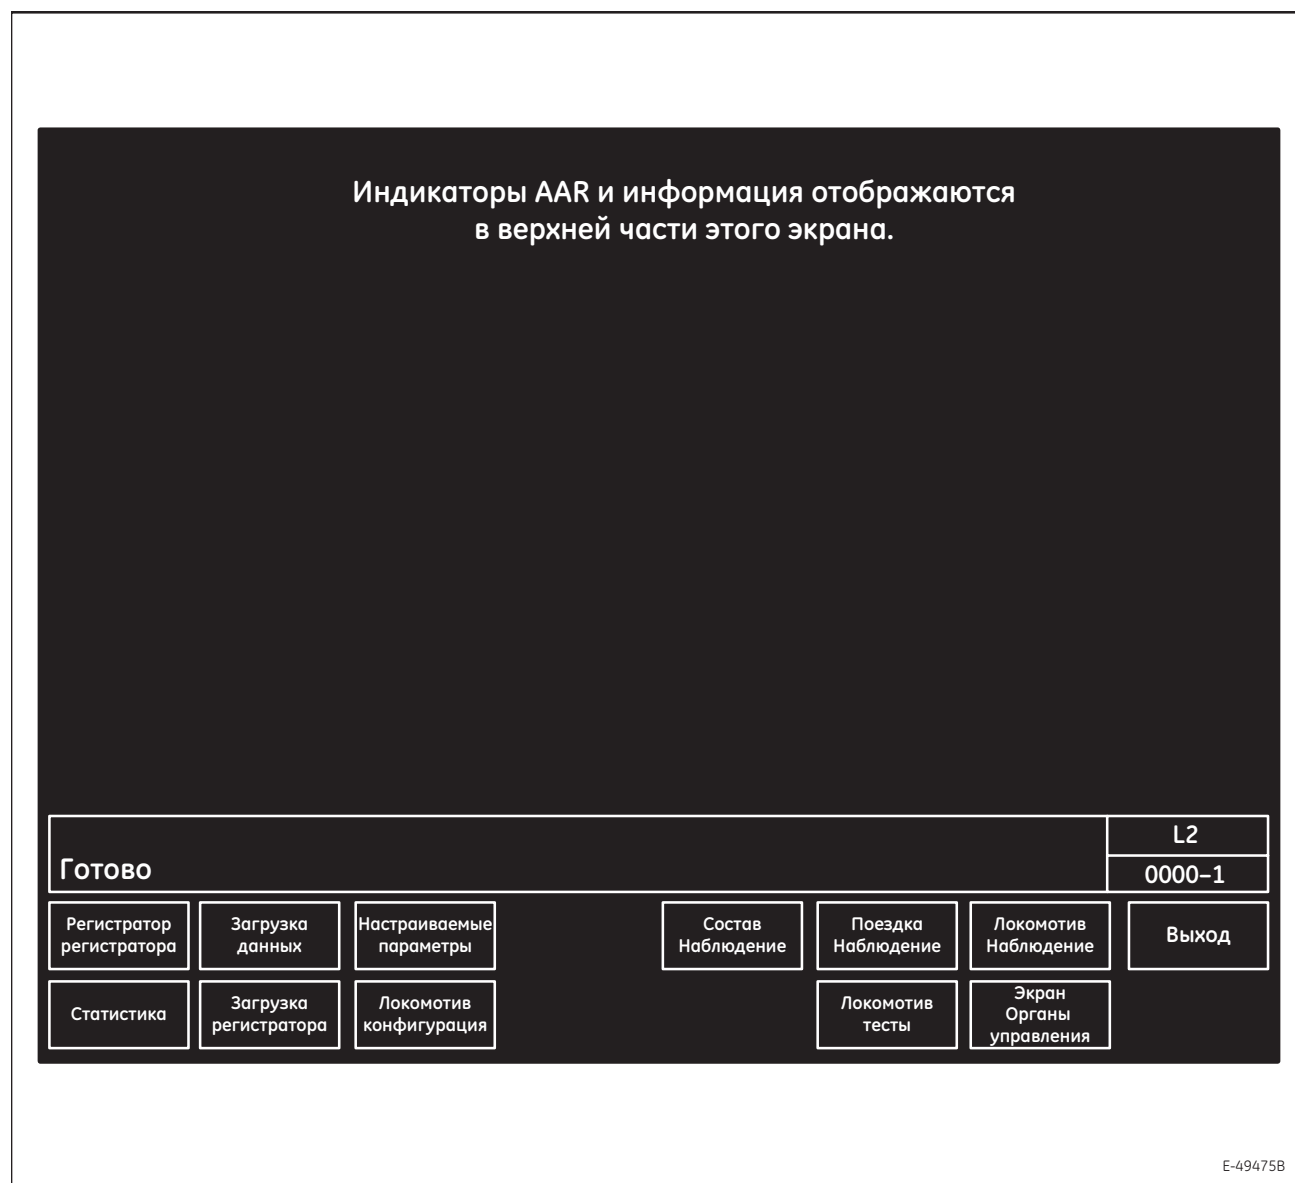 Индикаторы AAR и информация отображаются
в верхней части этого экрана.
L2
Готово
0000–1
Регистратор
регистратора
Загрузка
данных
Настраиваемые
параметры
Состав
Наблюдение
Поездка
Наблюдение
Локомотив
Наблюдение
Выход
Статистика
Загрузка
регистратора
Локомотив
конфигурация
Локомотив
тесты
Экран
Органы
управления
E-49475B